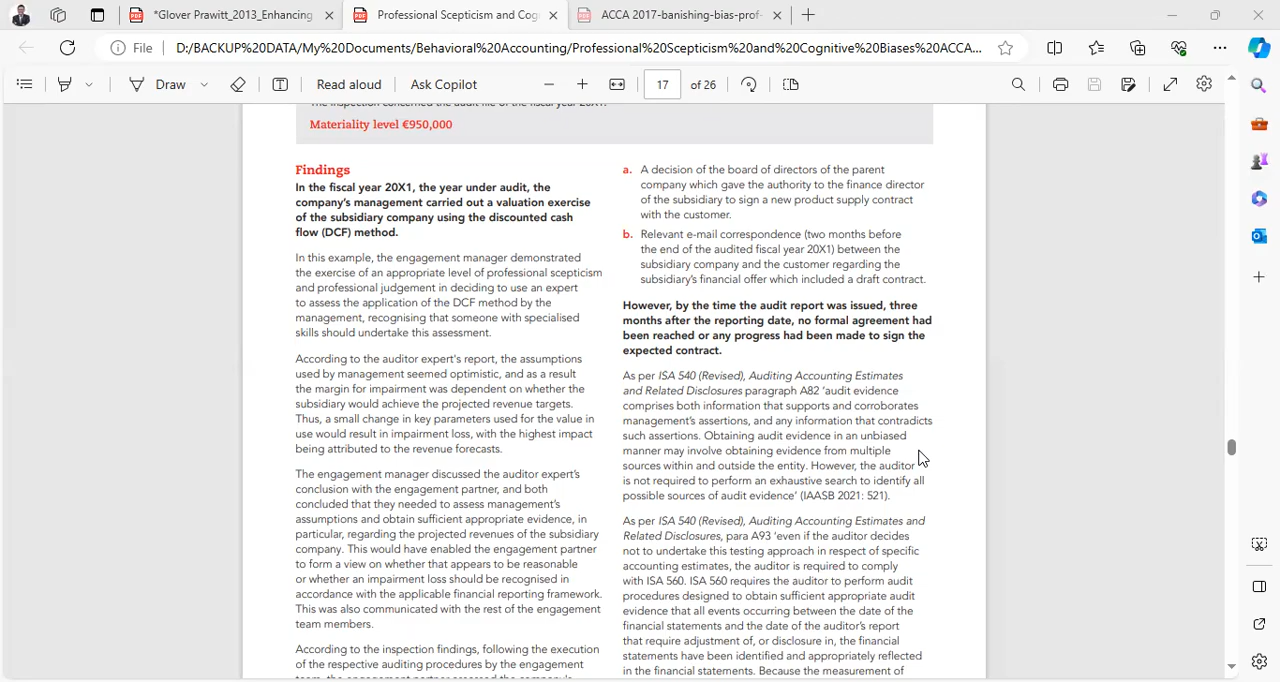 *Glover Prawitt_2013_Enhancing
Professional Scepticism and Cog
ACCA 2017-banishing-bias-prof-
File
D:/BACKUP%20DATA/My%20Documents/Behavioral%20Accounting/Professional%20Scepticism%20and%20Cognitive%20Biases%20ACCA...
Draw
Read aloud
Ask Copilot
17 of 26
The inspection concerned the audit file of the fiscal year 20X1.
Materiality level €950,000
Findings
In the fiscal year 20X1, the year under audit, the
company's management carried out a valuation exercise
of the subsidiary company using the discounted cash
flow (DCF) method.
In this example, the engagement manager demonstrated
the exercise of an appropriate level of professional scepticism
and professional judgement in deciding to use an expert
to assess the application of the DCF method by the
management, recognising that someone with specialised
skills should undertake this assessment.
According to the auditor expert's report, the assumptions
used by management seemed optimistic, and as a result
the margin for impairment was dependent on whether the
subsidiary would achieve the projected revenue targets.
Thus, a small change in key parameters used for the value in
use would result in impairment loss, with the highest impact
being attributed to the revenue forecasts.
The engagement manager discussed the auditor expert's
conclusion with the engagement partner, and both
concluded that they needed to assess management's
assumptions and obtain sufficient appropriate evidence, in
particular, regarding the projected revenues of the subsidiary
company. This would have enabled the engagement partner
to form a view on whether that appears to be reasonable
or whether an impairment loss should be recognised in
accordance with the applicable financial reporting framework.
This was also communicated with the rest of the engagement
team members.
According to the inspection findings, following the execution
of the respective auditing procedures by the engagement
team, the engagement partner assessed the company's
a. A decision of the board of directors of the parent
company which gave the authority to the finance director
of the subsidiary to sign a new product supply contract
with the customer.
b. Relevant e-mail correspondence (two months before
the end of the audited fiscal year 20X1) between the
subsidiary company and the customer regarding the
subsidiary's financial offer which included a draft contract.
However, by the time the audit report was issued, three
months after the reporting date, no formal agreement had
been reached or any progress had been made to sign the
expected contract.
As per ISA 540 (Revised), Auditing Accounting Estimates
and Related Disclosures paragraph A82 'audit evidence
comprises both information that supports and corroborates
management's assertions, and any information that contradicts
such assertions. Obtaining audit evidence in an unbiased
manner may involve obtaining evidence from multiple
sources within and outside the entity. However, the auditor
is not required to perform an exhaustive search to identify all
possible sources of audit evidence' (IAASB 2021: 521).
As per ISA 540 (Revised), Auditing Accounting Estimates and
Related Disclosures, para A93 'even if the auditor decides
not to undertake this testing approach in respect of specific
accounting estimates, the auditor is required to comply
with ISA 560. ISA 560 requires the auditor to perform audit
procedures designed to obtain sufficient appropriate audit
evidence that all events occurring between the date of the
financial statements and the date of the auditor's report
that require adjustment of, or disclosure in, the financial
statements have been identified and appropriately reflected
in the financial statements. Because the measurement of